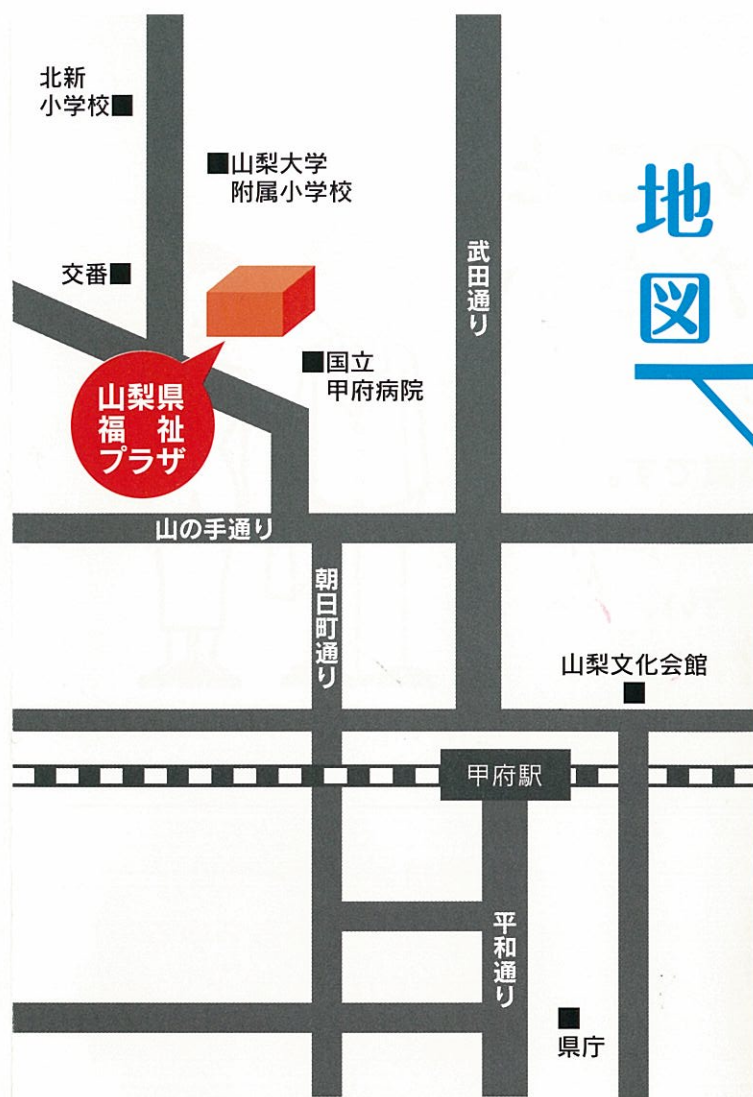 北新
小学校
山梨大学
附属小学校
地
図
交番
武田通り
国立
甲府病院
山梨県
福祉
プラザ
山の手通り
朝日町通り
山梨文化会館
甲府駅
平和通り
県庁